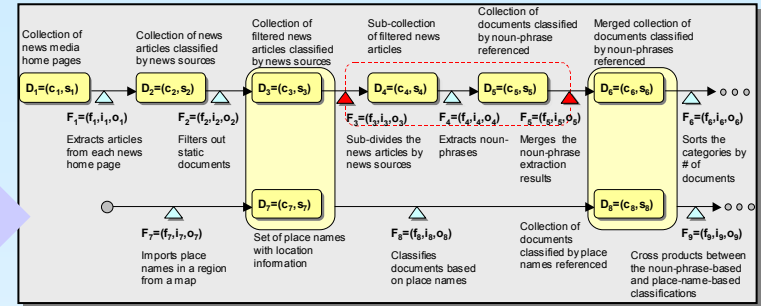 Collection of
news media
home pages
Collection of
news articles
classified
by news sources
Collection of
filtered news
articles classified
by news sources
Sub-collection
of filtered news
articles
Collection of
documents classified
by noun-phrase
referenced
Merged collection of
documents classified
by noun-phrases
referenced
D1=(c1,s1)
D2=(c2,s2)
D3=(c3,s3)
D4=(c4,s4)
D5=(c5,s5)
D6=(c6,s6)
F1=(f1,i1,o1)
F2=(f2,i2,o2)
F3=(f3,i3,o3)
F4=(f4,i4,o4)
F5=(f5,i5,o5)
F6=(f6,i6,o6)
Extracts articles
from each news
home page
Filters out
static
documents
Sub-divides the
news articles by
news sources
Extracts noun-
phrases
Merges the
noun-phrase
extraction
results
Sorts the
categories by
# of
documents
D7=(c7,s7)
D8=(c8,s8)
F7=(f7,i7,o7)
Set of place names
with location
information
F8=(f8,i8,o8)
Collection of
documents
classified by place
names referenced
F9=(f9,i9,o9)
Imports place
names in a region
from a map
Classifies
documents based
on place names
Cross products between
the noun-phrase-based
and place-name-based
classifications